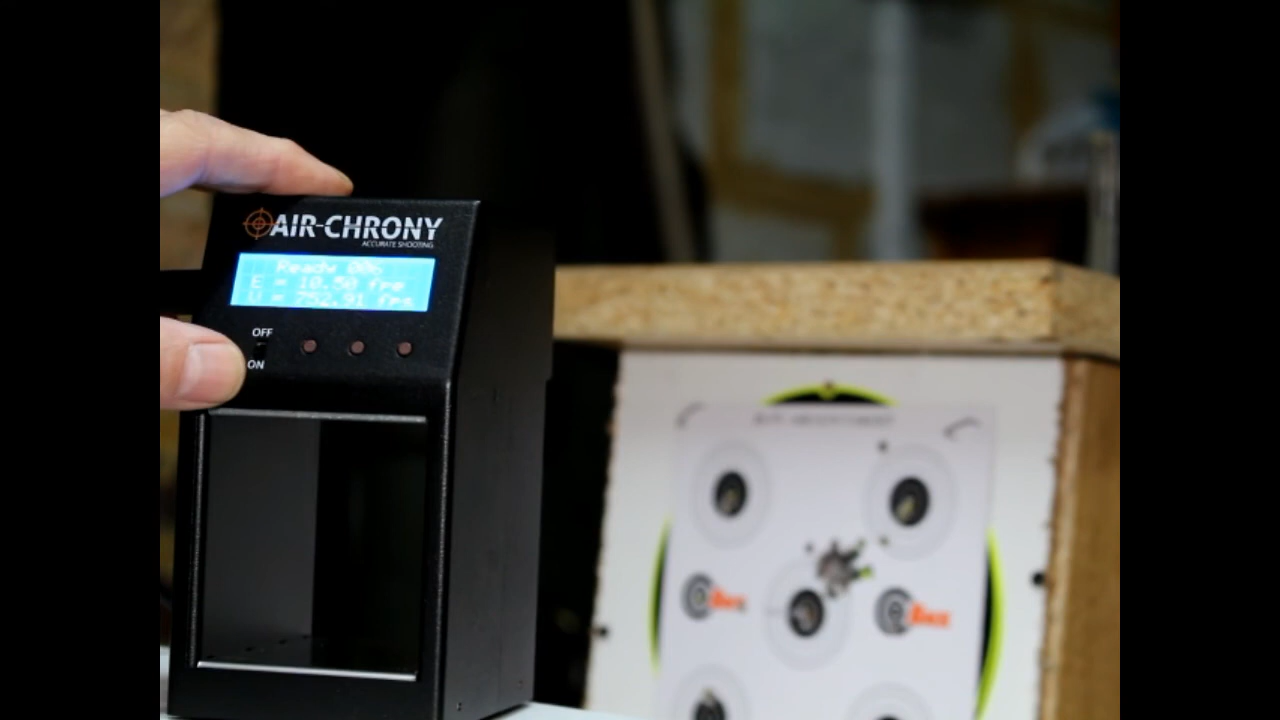 AIR-CHRONY
ACCURATE SHOOTING
Ready 006
E = 10.50 fpe
U = 752.91 fps
OFF
ON